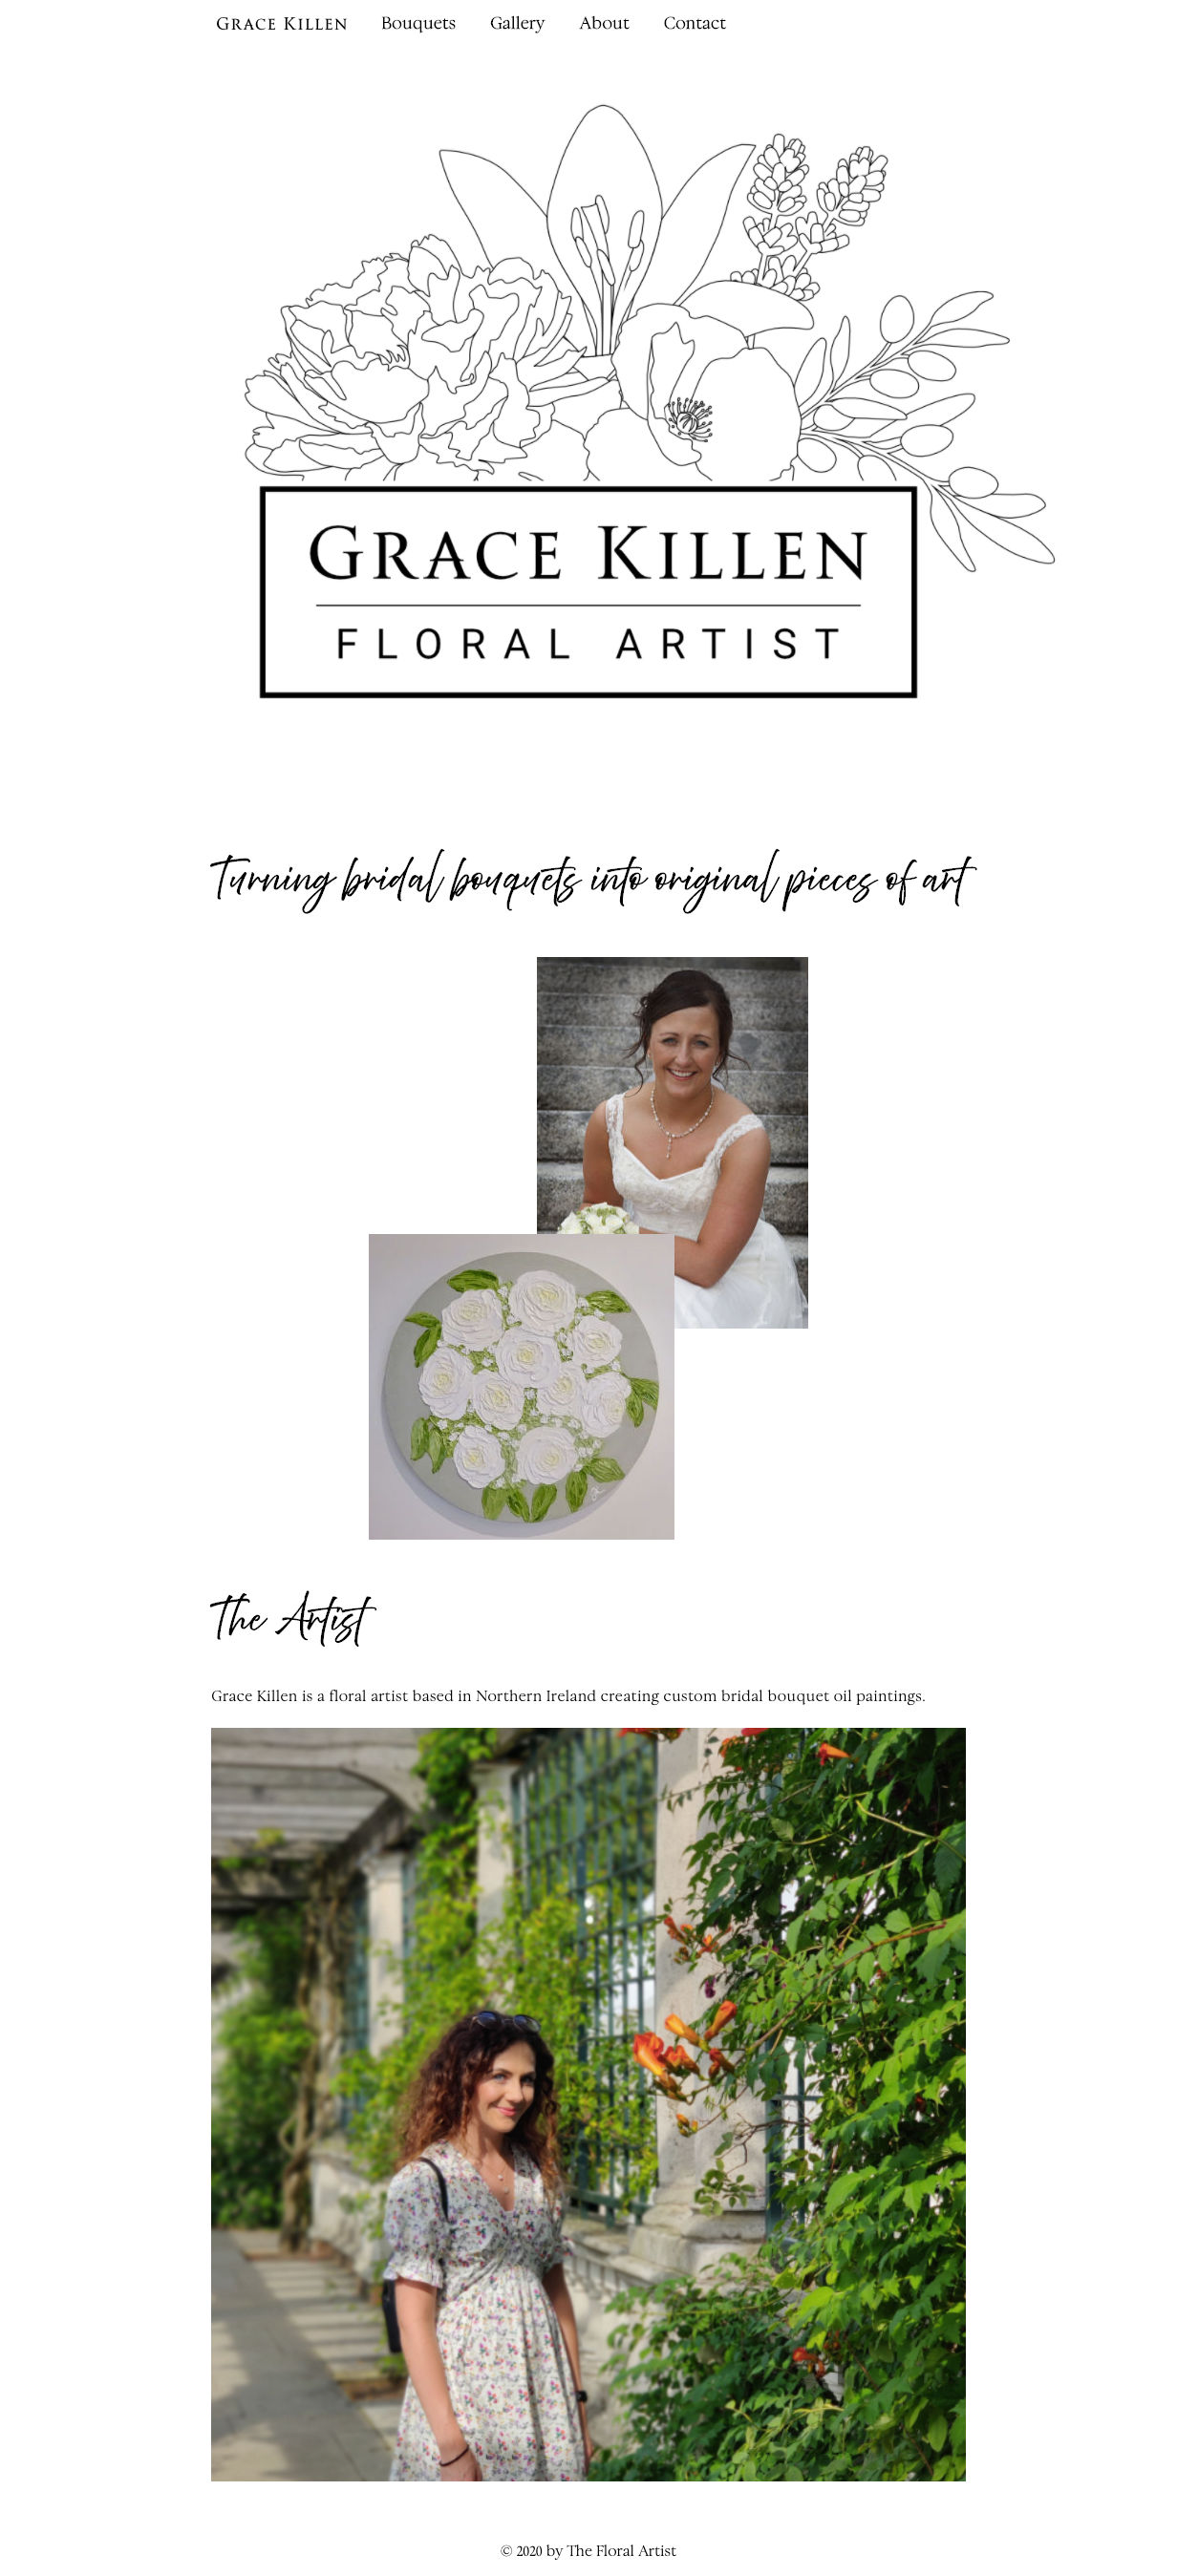 GRACE KILLEN Bouquets Gallery About Contact
GRACE KILLEN
FLORAL ARTIST
Turning bridal bouquets into original pieces of art
The Artist
Grace Killen is a floral artist based in Northern Ireland creating custom bridal bouquet oil paintings.
© 2020 by The Floral Artist